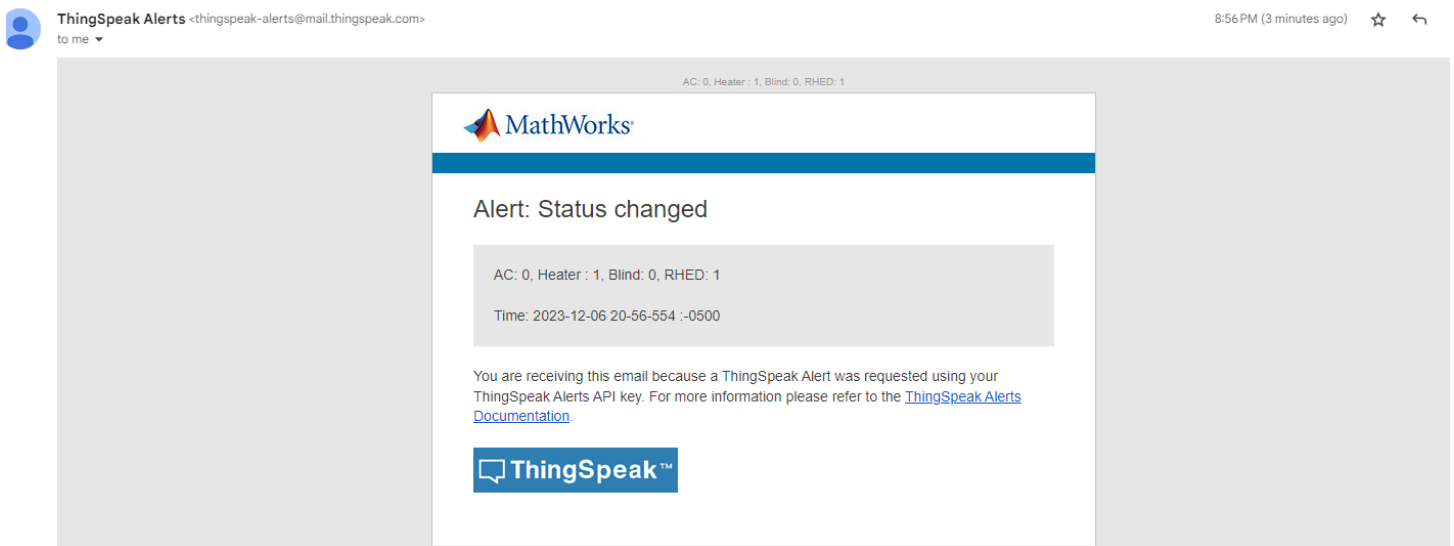 ThingSpeak Alerts <thingspeak-alerts@mail.thingspeak.com>
8:56 PM (3 minutes ago)
to me
AC: 0, Heater : 1, Blind: 0, RHED: 1
MathWorks®
Alert: Status changed
AC: 0, Heater : 1, Blind: 0, RHED: 1
Time: 2023-12-06 20-56-554 :-0500
You are receiving this email because a ThingSpeak Alert was requested using your
ThingSpeak Alerts API key. For more information please refer to the ThingSpeak Alerts
Documentation.
ThingSpeak™